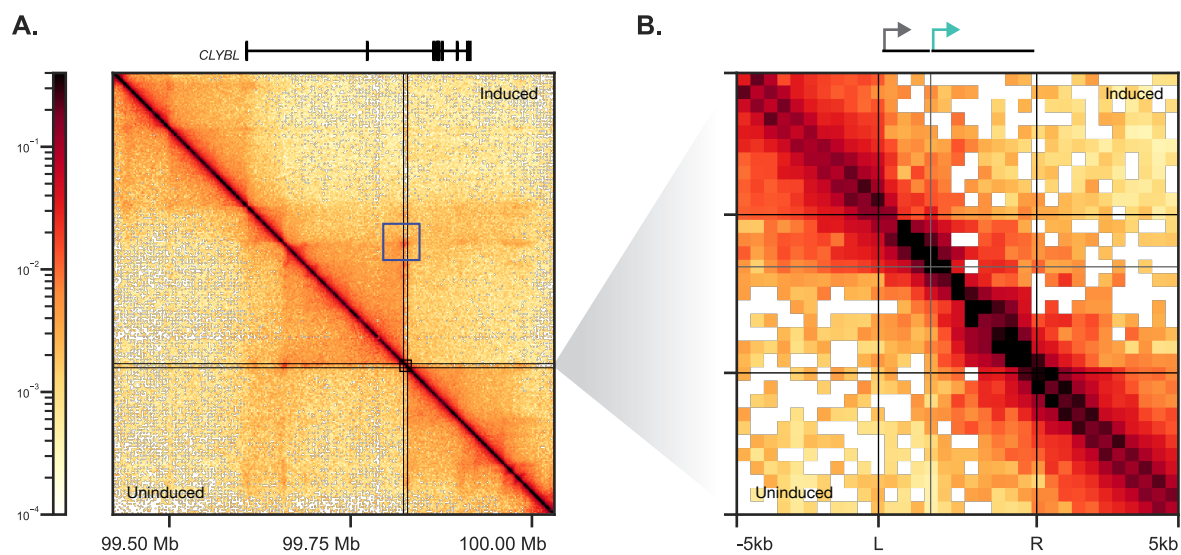 A.
B.
CLYBL
Induced
Induced
10⁻¹
10⁻²
10⁻³
10⁻⁴
Uninduced
Uninduced
99.50 Mb
99.75 Mb
100.00 Mb
-5kb
L
R
5kb